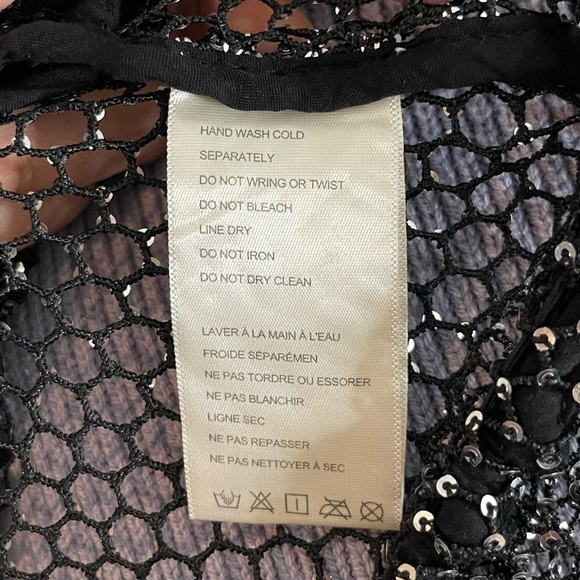 HAND WASH COLD
SEPARATELY
DO NOT WRING OR TWIST
DO NOT BLEACH
LINE DRY
DO NOT IRON
DO NOT DRY CLEAN
LAVER À LA MAIN À L'EAU
FROIDE SÉPARÉMEN
NE PAS TORDRE OU ESSORER
NE PAS BLANCHIR
LIGNE SEC
NE PAS REPASSER
NE PAS NETTOYER À SEC